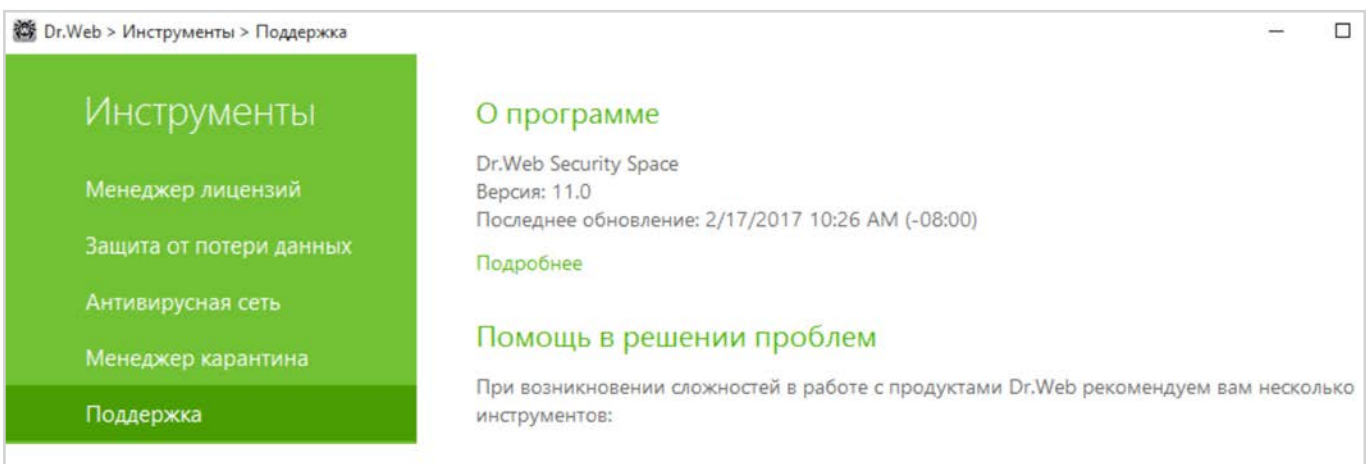 Dr.Web > Инструменты > Поддержка
Инструменты
Менеджер лицензий
Защита от потери данных
Антивирусная сеть
Менеджер карантина
Поддержка
О программе
Dr.Web Security Space
Версия: 11.0
Последнее обновление: 2/17/2017 10:26 AM (-08:00)
Подробнее
Помощь в решении проблем
При возникновении сложностей в работе с продуктами Dr.Web рекомендуем вам несколько
инструментов: